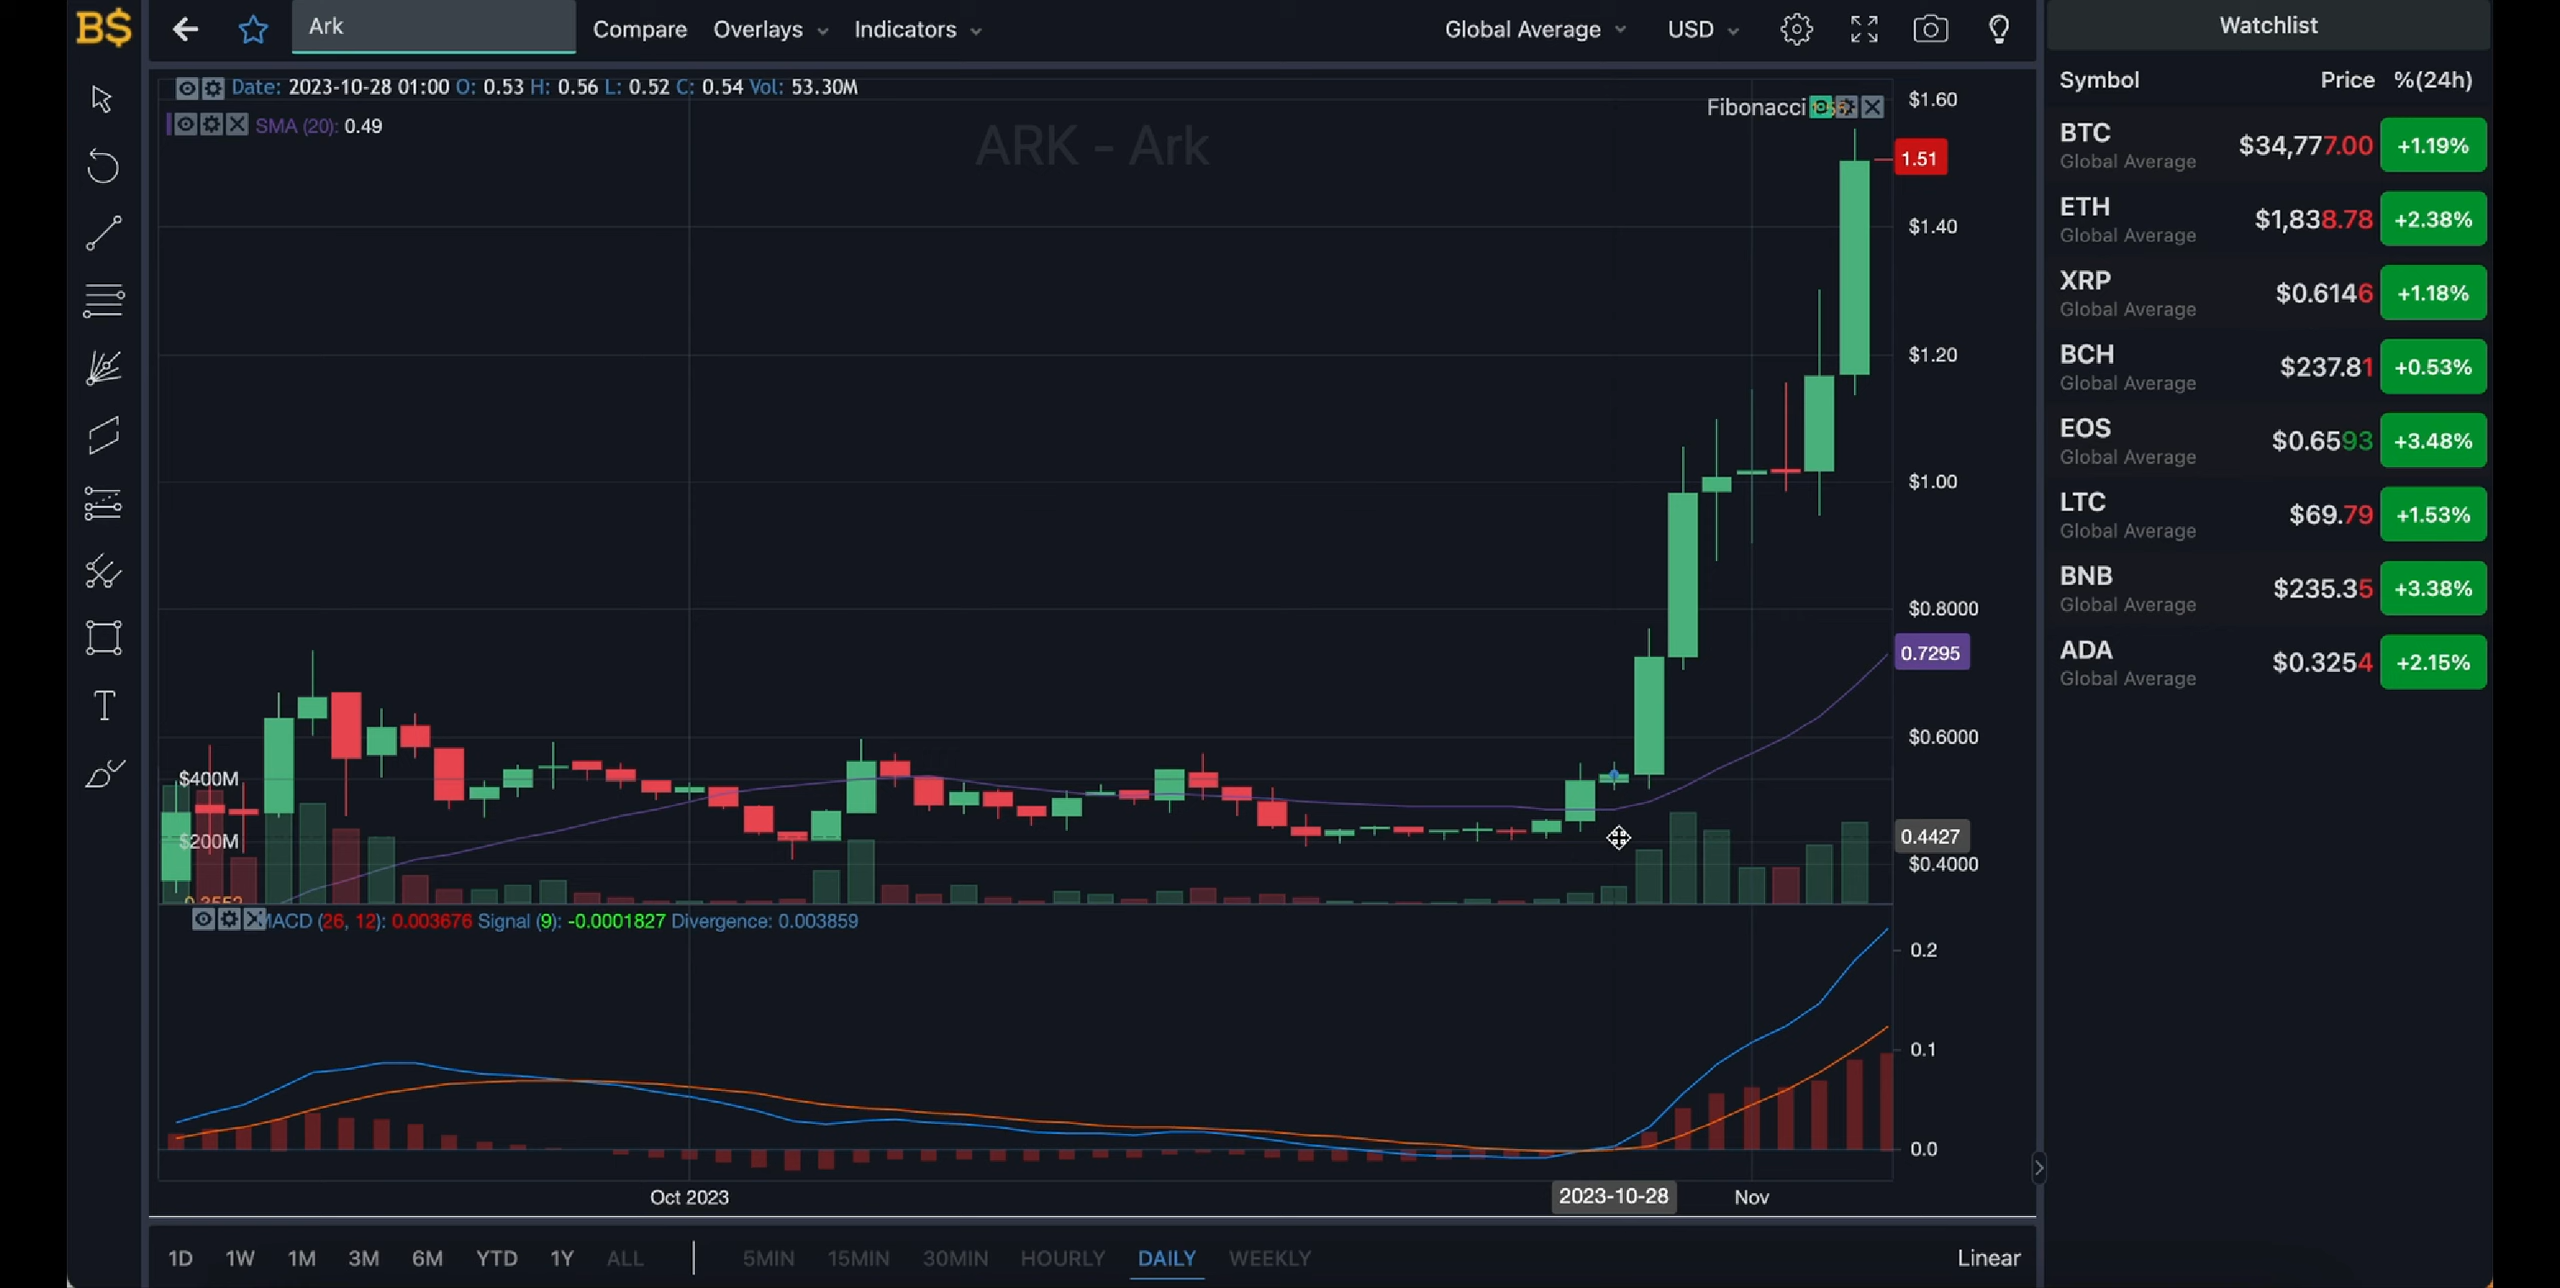 B$
Ark
Compare
Overlays
Indicators
Global Average
USD
Watchlist
Date: 2023-10-28 01:00 O: 0.53 H: 0.56 L: 0.52 C: 0.54 Vol: 53.30M
SMA (20): 0.49
ARK - Ark
Fibonacci
$1.60
1.51
$1.40
$1.20
$1.00
$0.8000
0.7295
$0.6000
0.4427
$0.4000
$400M
$200M
MACD (26, 12): 0.003676 Signal (9): -0.0001827 Divergence: 0.003859
0.2
0.1
0.0
Oct 2023
2023-10-28
Nov
1D 1W 1M 3M 6M YTD 1Y ALL
5MIN 15MIN 30MIN HOURLY DAILY WEEKLY
Linear
Symbol Price %(24h)
BTC $34,777.00 +1.19%
Global Average
ETH $1,838.78 +2.38%
Global Average
XRP $0.6146 +1.18%
Global Average
BCH $237.81 +0.53%
Global Average
EOS $0.6593 +3.48%
Global Average
LTC $69.79 +1.53%
Global Average
BNB $235.35 +3.38%
Global Average
ADA $0.3254 +2.15%
Global Average
T